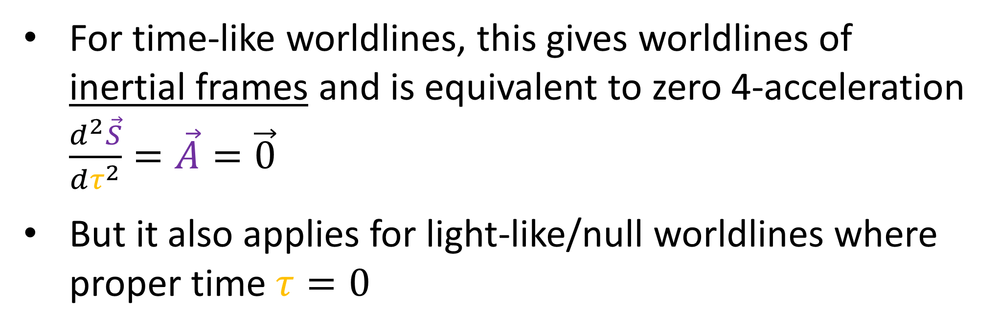 • For time-like worldlines, this gives worldlines of
inertial frames and is equivalent to zero 4-acceleration
$\frac{d^2\vec{S}}{d\tau^2} = \vec{A} = \vec{0}$
• But it also applies for light-like/null worldlines where
proper time $\tau = 0$